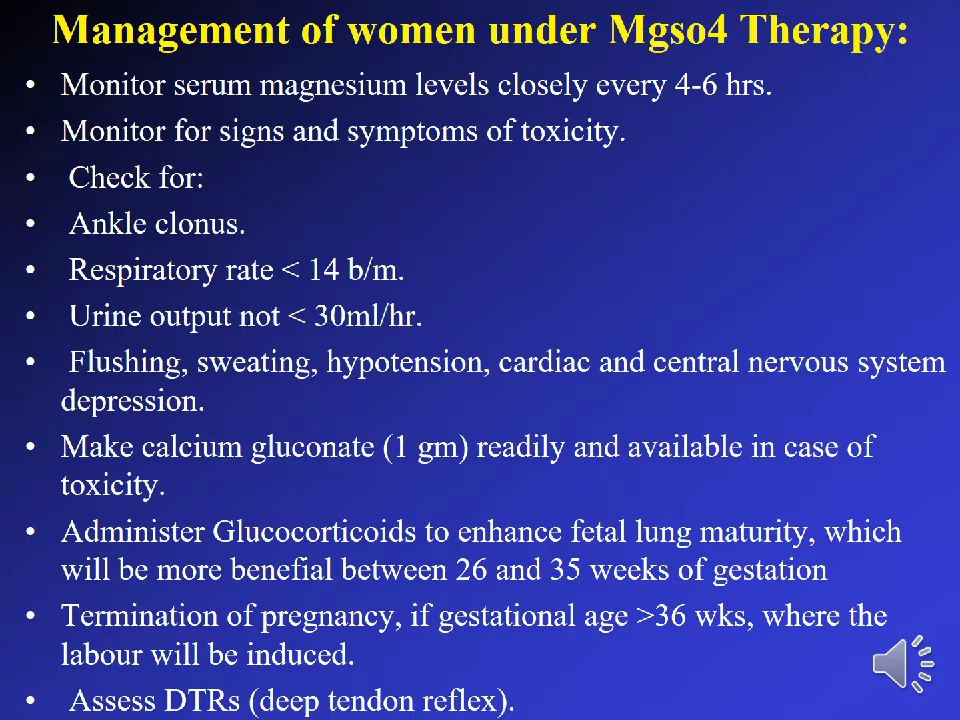 Management of women under Mgso4 Therapy:
• Monitor serum magnesium levels closely every 4-6 hrs.
• Monitor for signs and symptoms of toxicity.
• Check for:
• Ankle clonus.
• Respiratory rate < 14 b/m.
• Urine output not < 30ml/hr.
• Flushing, sweating, hypotension, cardiac and central nervous system
depression.
• Make calcium gluconate (1 gm) readily and available in case of
toxicity.
• Administer Glucocorticoids to enhance fetal lung maturity, which
will be more benefial between 26 and 35 weeks of gestation
• Termination of pregnancy, if gestational age >36 wks, where the
labour will be induced.
• Assess DTRs (deep tendon reflex).